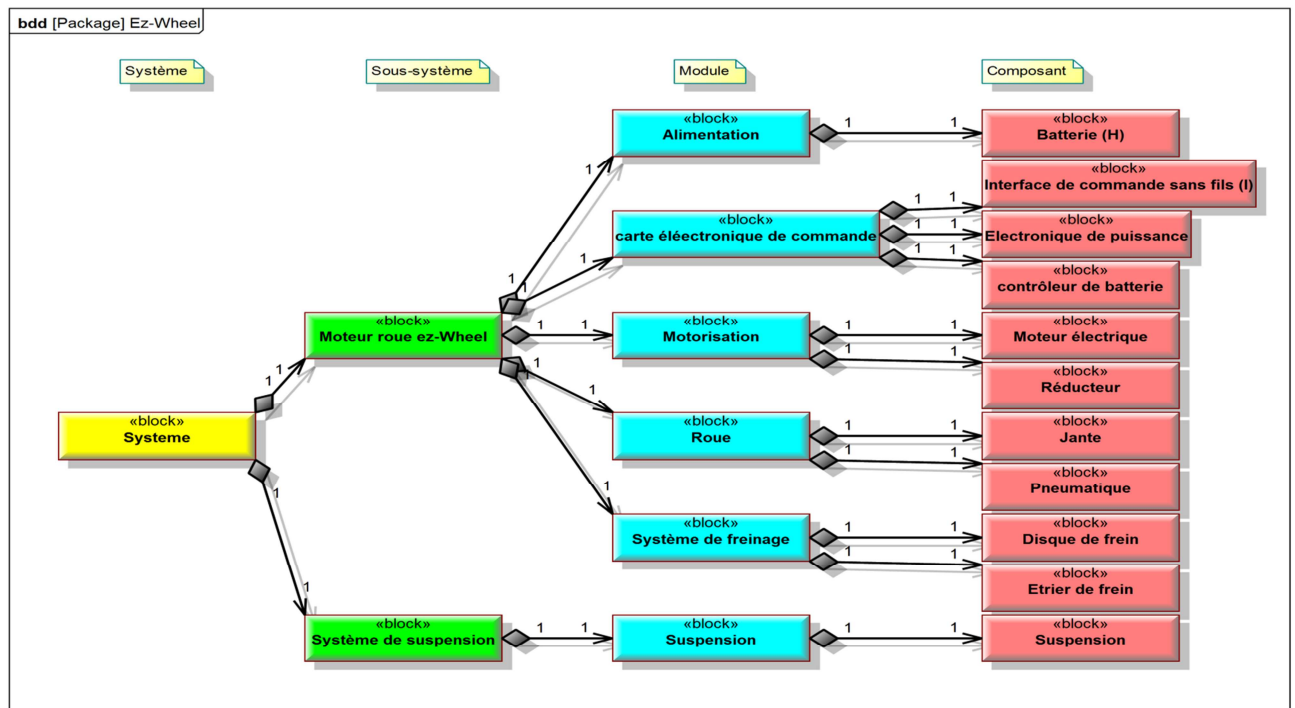 bdd [Package] Ez-Wheel
Système
Sous-système
Module
Composant
«block»
Alimentation
1
1
«block»
Batterie (H)
«block»
Interface de commande sans fils (I)
1
1
«block»
carte éléectronique de commande
1
1
«block»
Electronique de puissance
1
1
«block»
contrôleur de batterie
1
1
1
1
«block»
Moteur roue ez-Wheel
1
1
«block»
Motorisation
1
1
«block»
Moteur électrique
1
1
«block»
Réducteur
1
1
1
1
«block»
Systeme
1
1
«block»
Roue
1
1
«block»
Jante
1
1
«block»
Pneumatique
1
1
«block»
Système de freinage
1
1
«block»
Disque de frein
1
1
«block»
Etrier de frein
1
1
«block»
Système de suspension
1
1
«block»
Suspension
1
1
«block»
Suspension